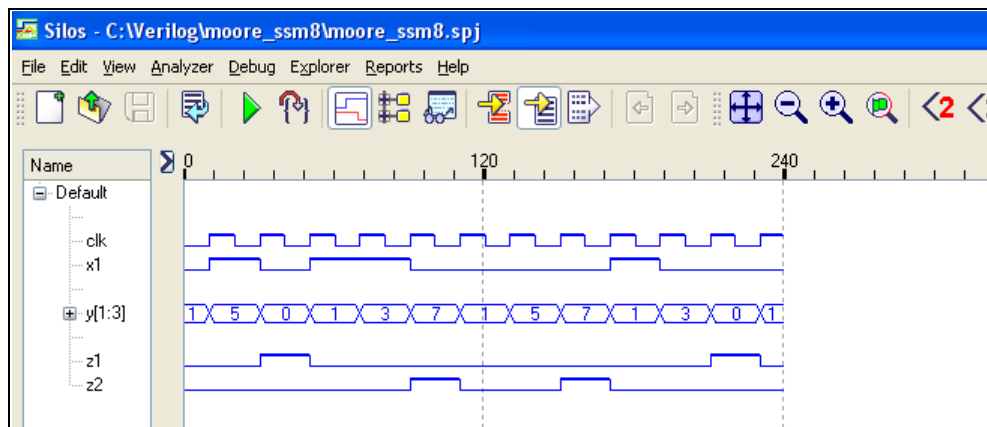 Silos - C:\Verilog\moore_ssm8\moore_ssm8.spj
File Edit View Analyzer Debug Explorer Reports Help
2
Name 0 120 240
Default
clk
x1
y[1:3] 1 5 0 1 3 7 1 5 7 1 3 0 1
z1
z2